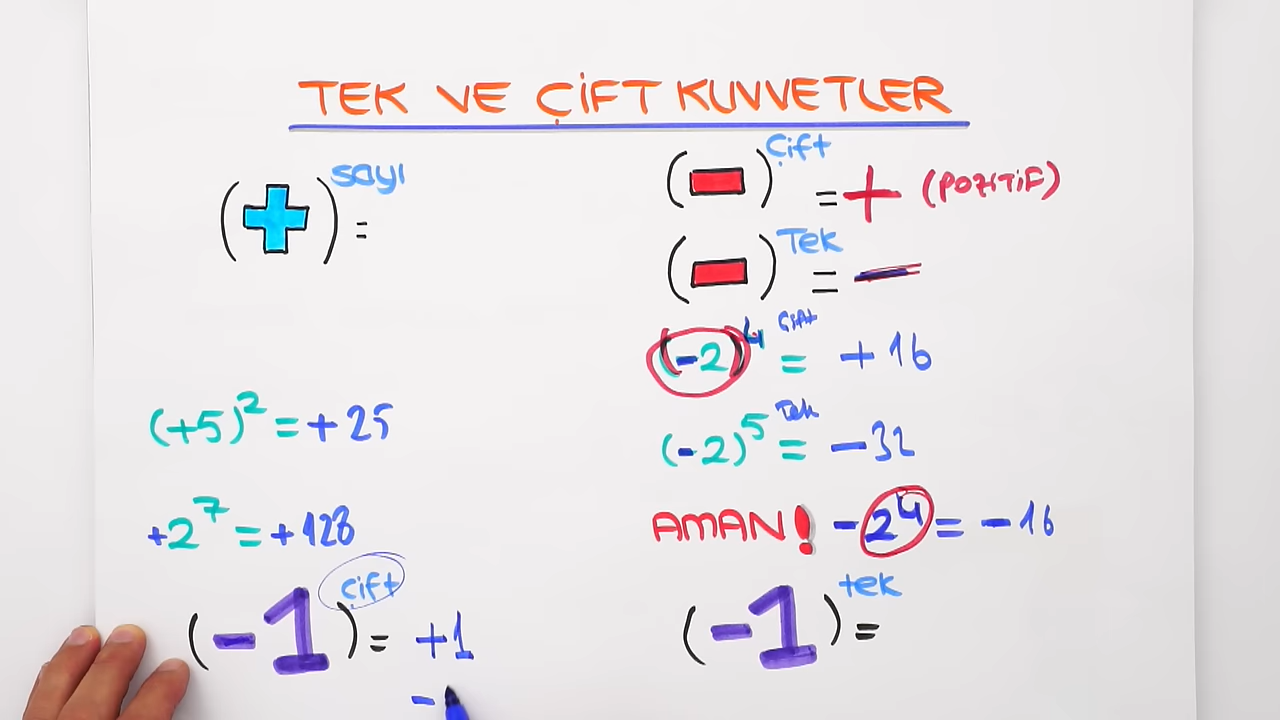 TEK VE ÇİFT KUVVETLER
(+)^sayı =
(-)^Çift = + (POZİTİF)
(-)^Tek = -
(-2)^4 = + 16
Çift
(+5)^2 = + 25
(-2)^5 = - 32
Tek
+2^7 = + 128
AMAN! -2^4 = - 16
(-1)^çift = +1
-
(-1)^tek =